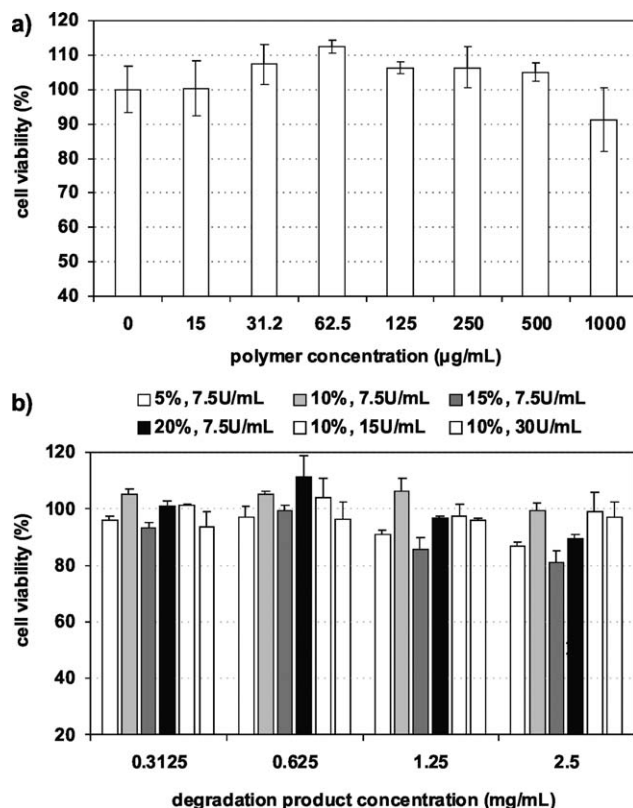 a)
cell viability (%)
120
110
100
90
80
70
60
50
40
0 15 31.2 62.5 125 250 500 1000
polymer concentration (µg/mL)
b)
5%, 7.5U/mL 10%, 7.5U/mL 15%, 7.5U/mL
20%, 7.5U/mL 10%, 15U/mL 10%, 30U/mL
cell viability (%)
120
100
80
60
40
20
0.3125 0.625 1.25 2.5
degradation product concentration (mg/mL)